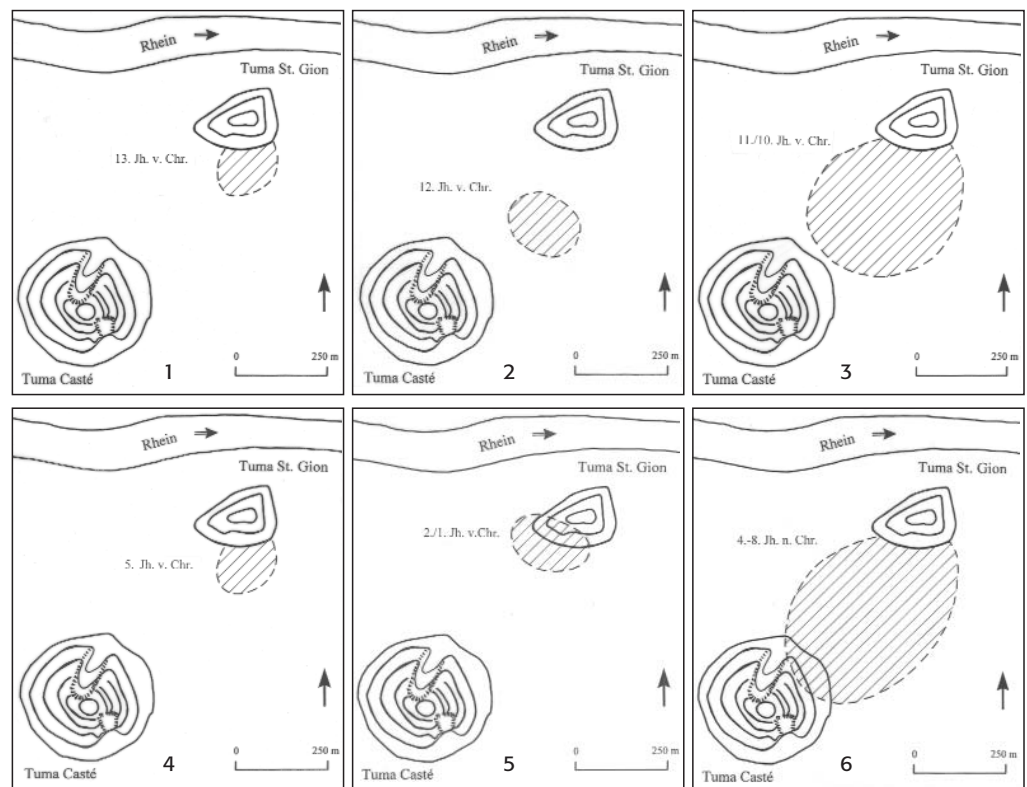 Rhein
Tuma St. Gion
13. Jh. v. Chr.
0 250 m
Tuma Casté
1
Rhein
Tuma St. Gion
12. Jh. v. Chr.
0 250 m
Tuma Casté
2
Rhein
Tuma St. Gion
11./10. Jh. v. Chr.
0 250 m
Tuma Casté
3
Rhein
Tuma St. Gion
5. Jh. v. Chr.
0 250 m
Tuma Casté
4
Rhein
Tuma St. Gion
2./1. Jh. v.Chr.
0 250 m
Tuma Casté
5
Rhein
Tuma St. Gion
4.-8. Jh. n. Chr.
0 250 m
Tuma Casté
6